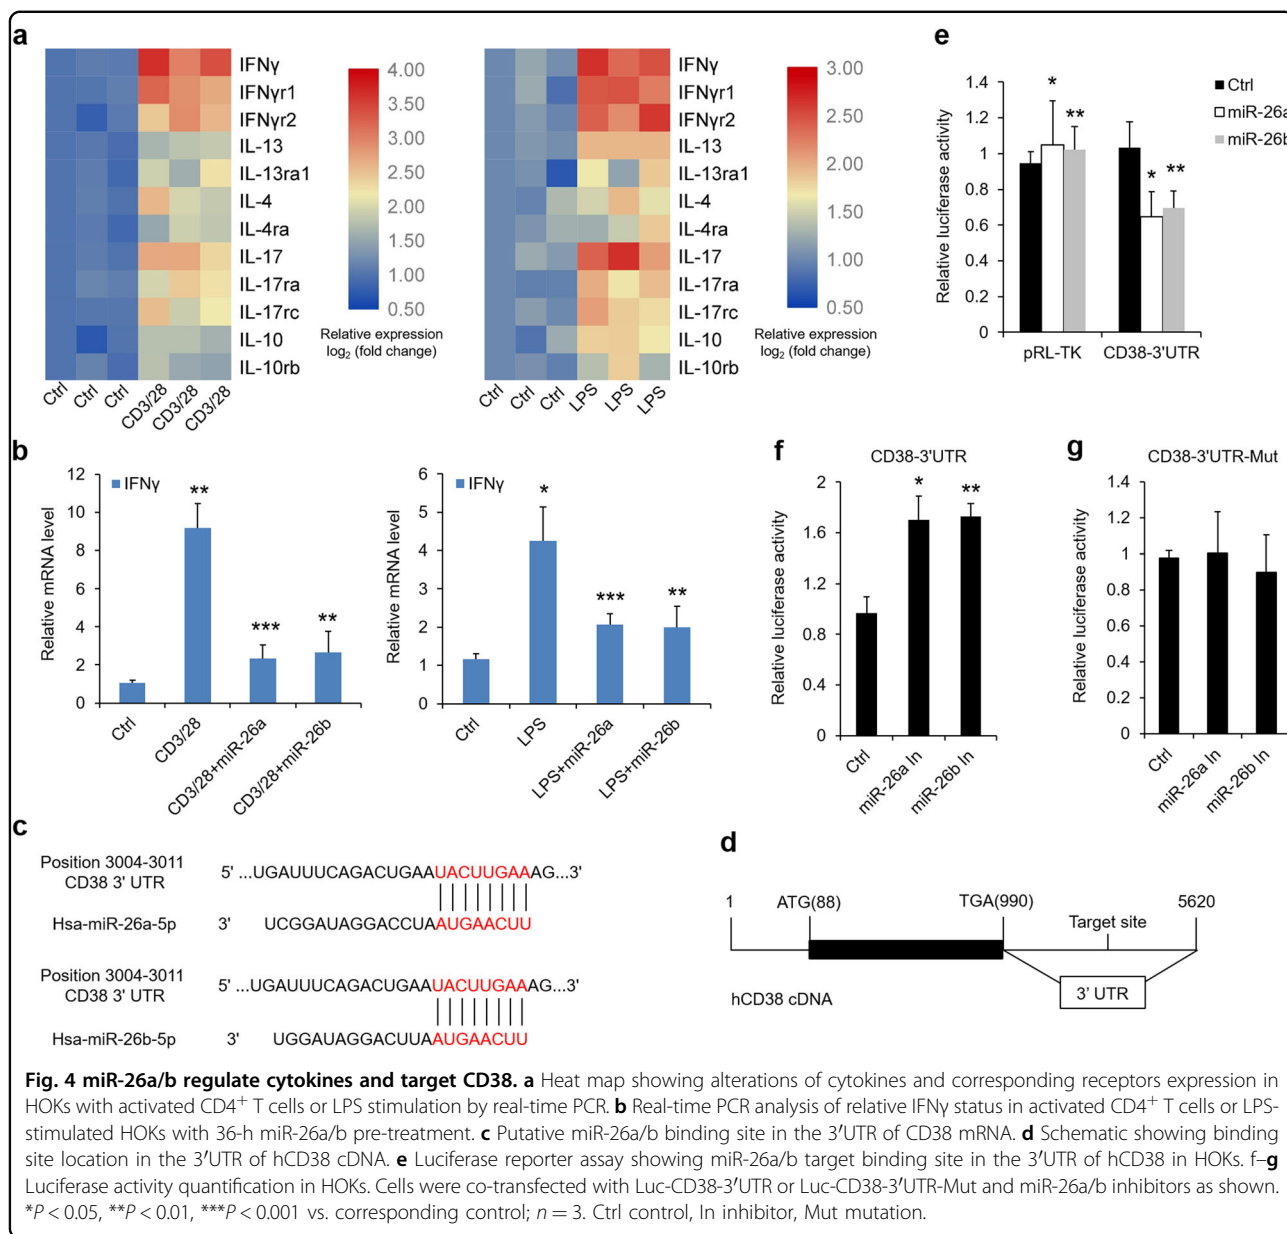 a
IFNγ
IFNγr1
IFNγr2
IL-13
IL-13ra1
IL-4
IL-4ra
IL-17
IL-17ra
IL-17rc
IL-10
IL-10rb
Ctrl
Ctrl
Ctrl
CD3/28
CD3/28
CD3/28
4.00
3.50
3.00
2.50
2.00
1.50
1.00
0.50
Relative expression
log₂ (fold change)
IFNγ
IFNγr1
IFNγr2
IL-13
IL-13ra1
IL-4
IL-4ra
IL-17
IL-17ra
IL-17rc
IL-10
IL-10rb
Ctrl
Ctrl
Ctrl
LPS
LPS
LPS
3.00
2.50
2.00
1.50
1.00
0.50
Relative expression
log₂ (fold change)
e
Relative luciferase activity
1.4
1.2
1
0.8
0.6
0.4
0.2
0
*
**
*
**
Ctrl
miR-26a
miR-26b
pRL-TK
CD38-3'UTR
b
Relative mRNA level
12
10
8
6
4
2
0
IFNγ
**
***
**
Ctrl
CD3/28
CD3/28+miR-26a
CD3/28+miR-26b
Relative mRNA level
6
5
4
3
2
1
0
IFNγ
*
***
**
Ctrl
LPS
LPS+miR-26a
LPS+miR-26b
f
CD38-3'UTR
Relative luciferase activity
2
1.6
1.2
0.8
0.4
0
*
**
Ctrl
miR-26a In
miR-26b In
g
CD38-3'UTR-Mut
Relative luciferase activity
1.4
1.2
1
0.8
0.6
0.4
0.2
0
Ctrl
miR-26a In
miR-26b In
c
Position 3004-3011
CD38 3' UTR
5' ...UGAUUUCAGACUGAAUACUUGAAAG...3'
Hsa-miR-26a-5p
3' UCGGAUAGGACCUAAUGAACUU
Position 3004-3011
CD38 3' UTR
5' ...UGAUUUCAGACUGAAUACUUGAAAG...3'
Hsa-miR-26b-5p
3' UGGAUAGGACUUAAUGAACUU
d
1
ATG(88)
TGA(990)
5620
Target site
3' UTR
hCD38 cDNA
Fig. 4 miR-26a/b regulate cytokines and target CD38. a Heat map showing alterations of cytokines and corresponding receptors expression in
HOKs with activated CD4⁺ T cells or LPS stimulation by real-time PCR. b Real-time PCR analysis of relative IFNγ status in activated CD4⁺ T cells or LPS-
stimulated HOKs with 36-h miR-26a/b pre-treatment. c Putative miR-26a/b binding site in the 3′UTR of CD38 mRNA. d Schematic showing binding
site location in the 3′UTR of hCD38 cDNA. e Luciferase reporter assay showing miR-26a/b target binding site in the 3′UTR of hCD38 in HOKs. f–g
Luciferase activity quantification in HOKs. Cells were co-transfected with Luc-CD38-3′UTR or Luc-CD38-3′UTR-Mut and miR-26a/b inhibitors as shown.
*P < 0.05, **P < 0.01, ***P < 0.001 vs. corresponding control; n = 3. Ctrl control, In inhibitor, Mut mutation.